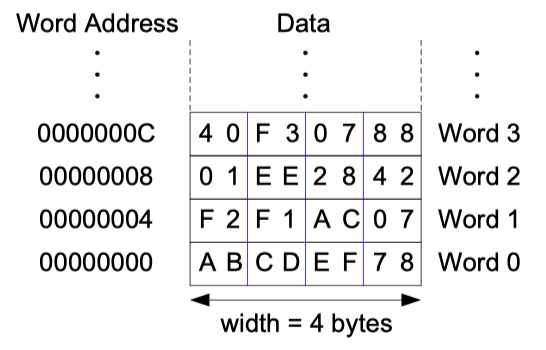 Word Address Data
0000000C 4 0 F 3 0 7 8 8 Word 3
00000008 0 1 E E 2 8 4 2 Word 2
00000004 F 2 F 1 A C 0 7 Word 1
00000000 A B C D E F 7 8 Word 0
width = 4 bytes